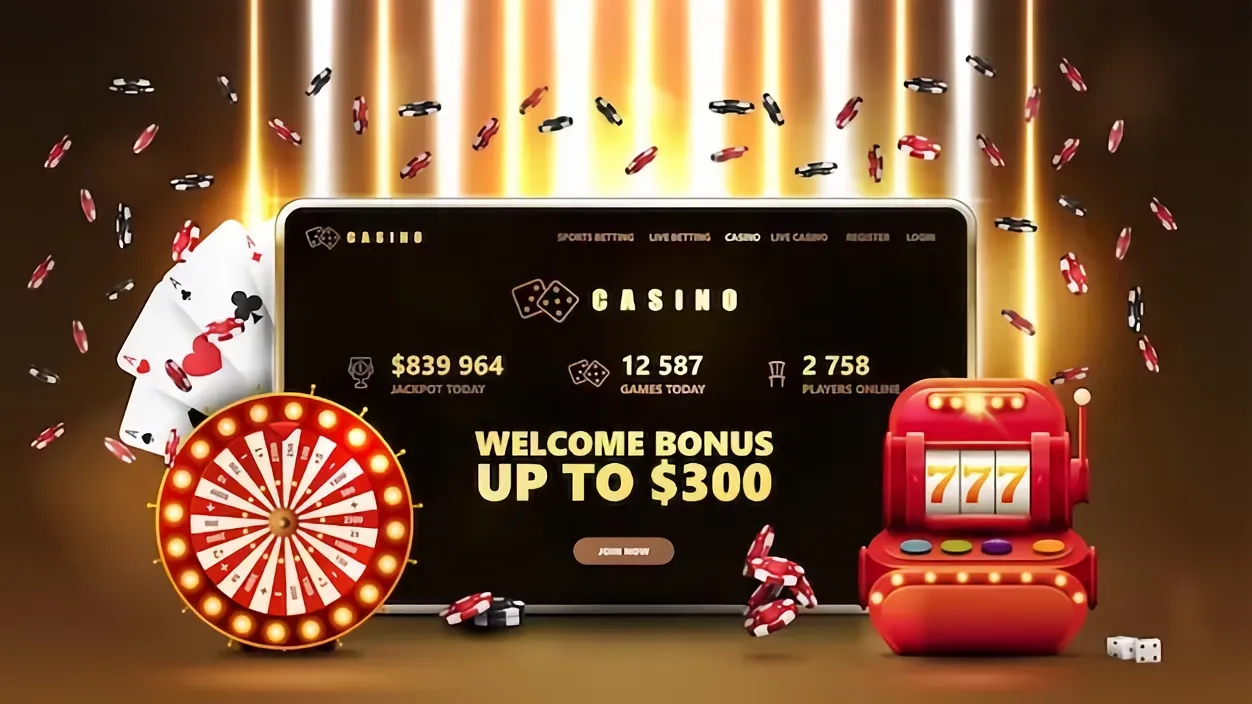 CASINO
SPORTS BETTING LIVE BETTING CASINO LIVE CASINO REGISTER LOGIN
CASINO
$839 964 12 587 2 758
JACKPOT TODAY GAMES TODAY PLAYERS ONLINE
WELCOME BONUS
UP TO $300
JOIN NOW
777
A
A
A